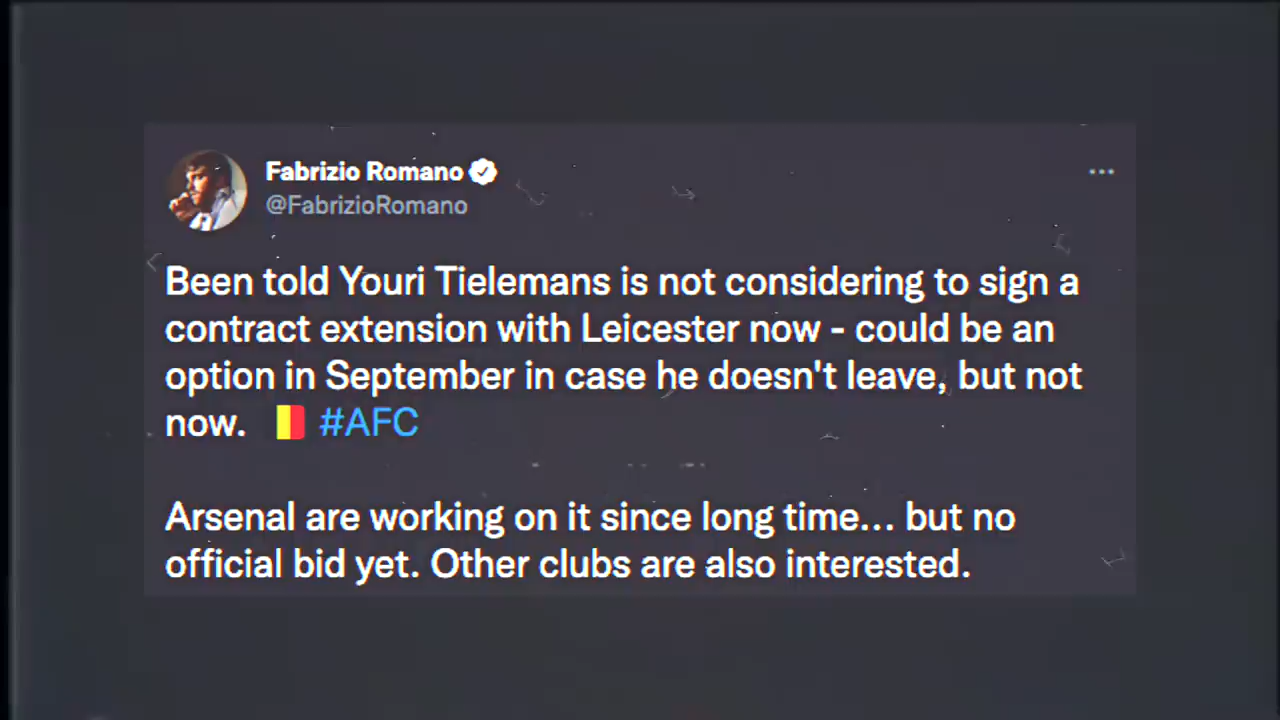 Fabrizio Romano
@FabrizioRomano
Been told Youri Tielemans is not considering to sign a
contract extension with Leicester now - could be an
option in September in case he doesn't leave, but not
now. 🇧🇪 #AFC
Arsenal are working on it since long time... but no
official bid yet. Other clubs are also interested.